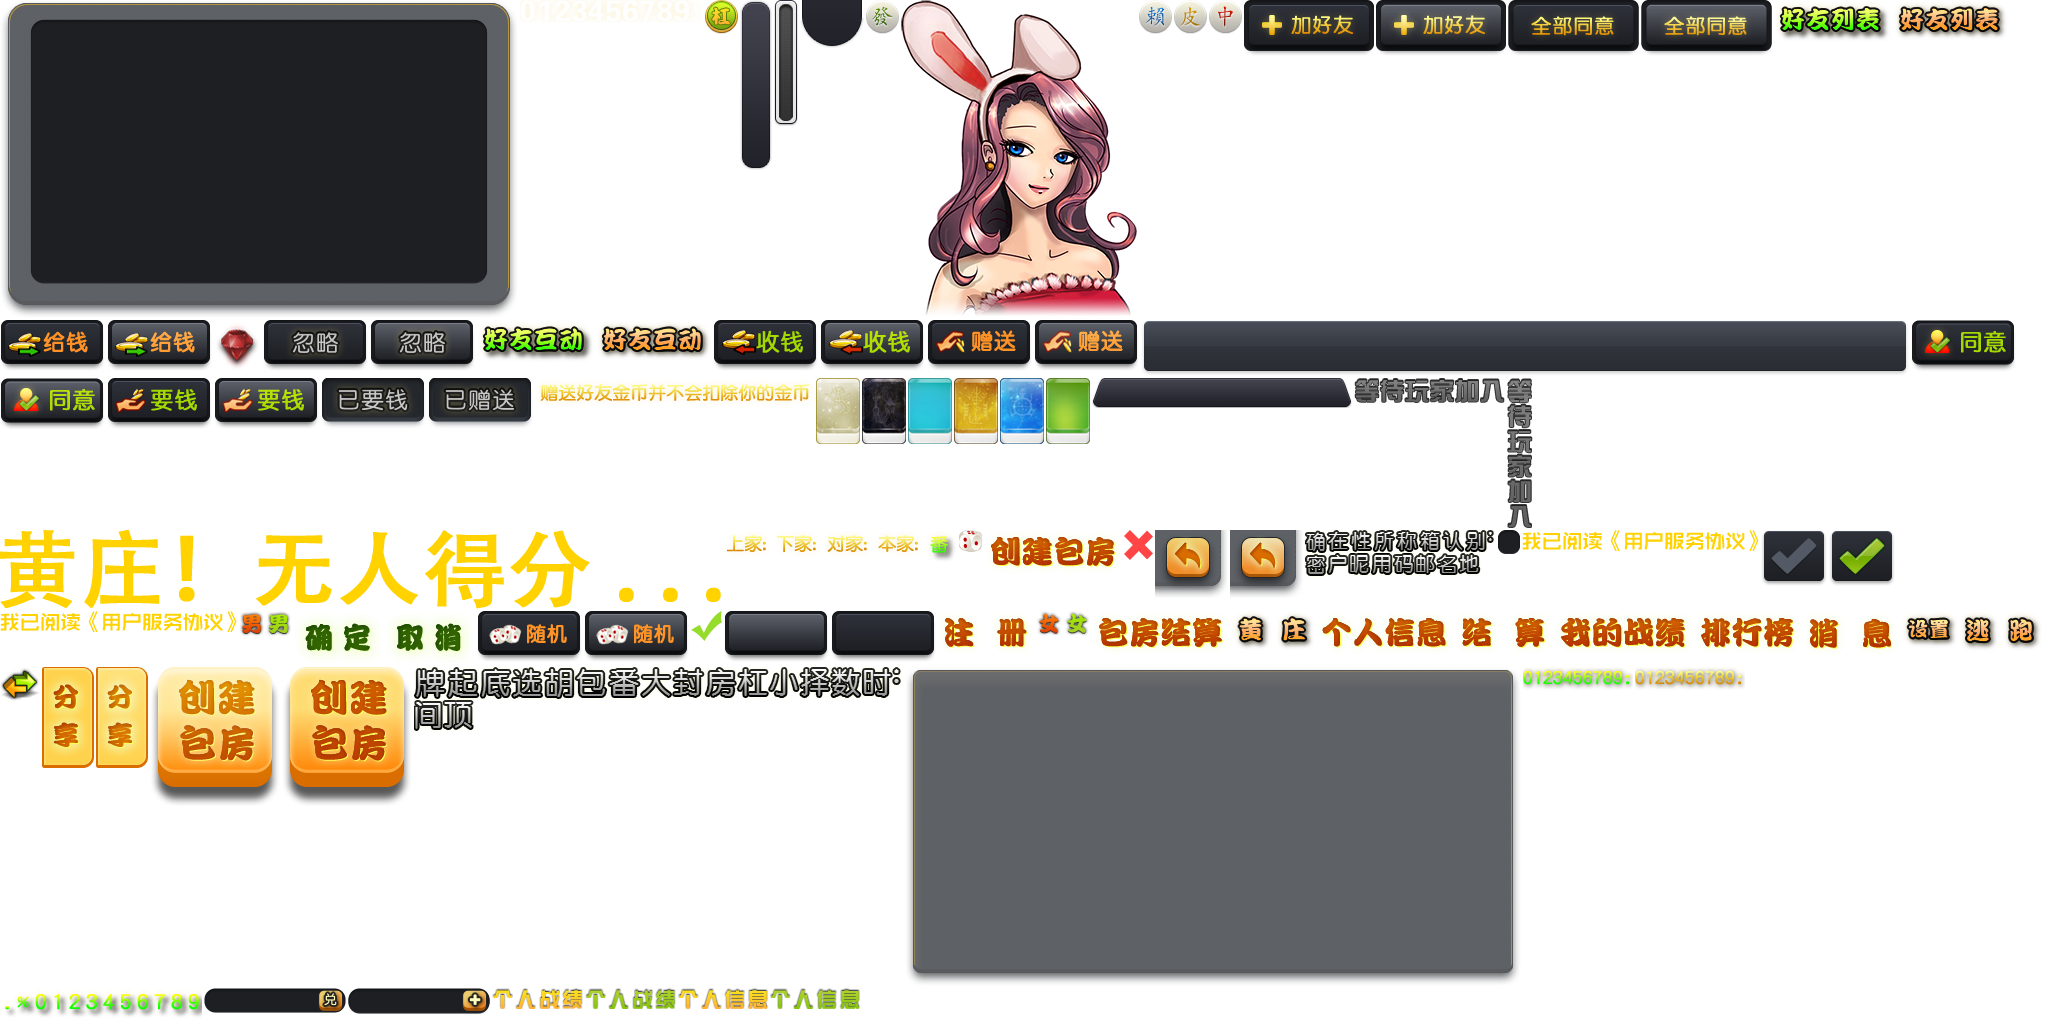 0123456789
杠
發
賴 皮 中
加好友 加好友 全部同意 全部同意 好友列表 好友列表
给钱 给钱 忽略 忽略 好友互动 好友互动 收钱 收钱 赠送 赠送 同意
同意 要钱 要钱 已要钱 已赠送 赠送好友金币并不会扣除你的金币 等待玩家加入
等待玩家加入
黄庄！无人得分...
上家: 下家: 对家: 本家: 番 创建包房
确在性所称箱认别:
密户昵用码邮名地
我已阅读《用户服务协议》
我已阅读《用户服务协议》 男 男 确定 取消 随机 随机 注册 女 女 包房结算 黄庄 个人信息 结算 我的战绩 排行榜 消息 设置 逃跑
分享 分享
创建包房
创建包房
牌起底选胡包番大封房杠小择数时:
间顶
0123456789: 0123456789:
.%0123456789 兑 个人战绩个人战绩个人信息个人信息